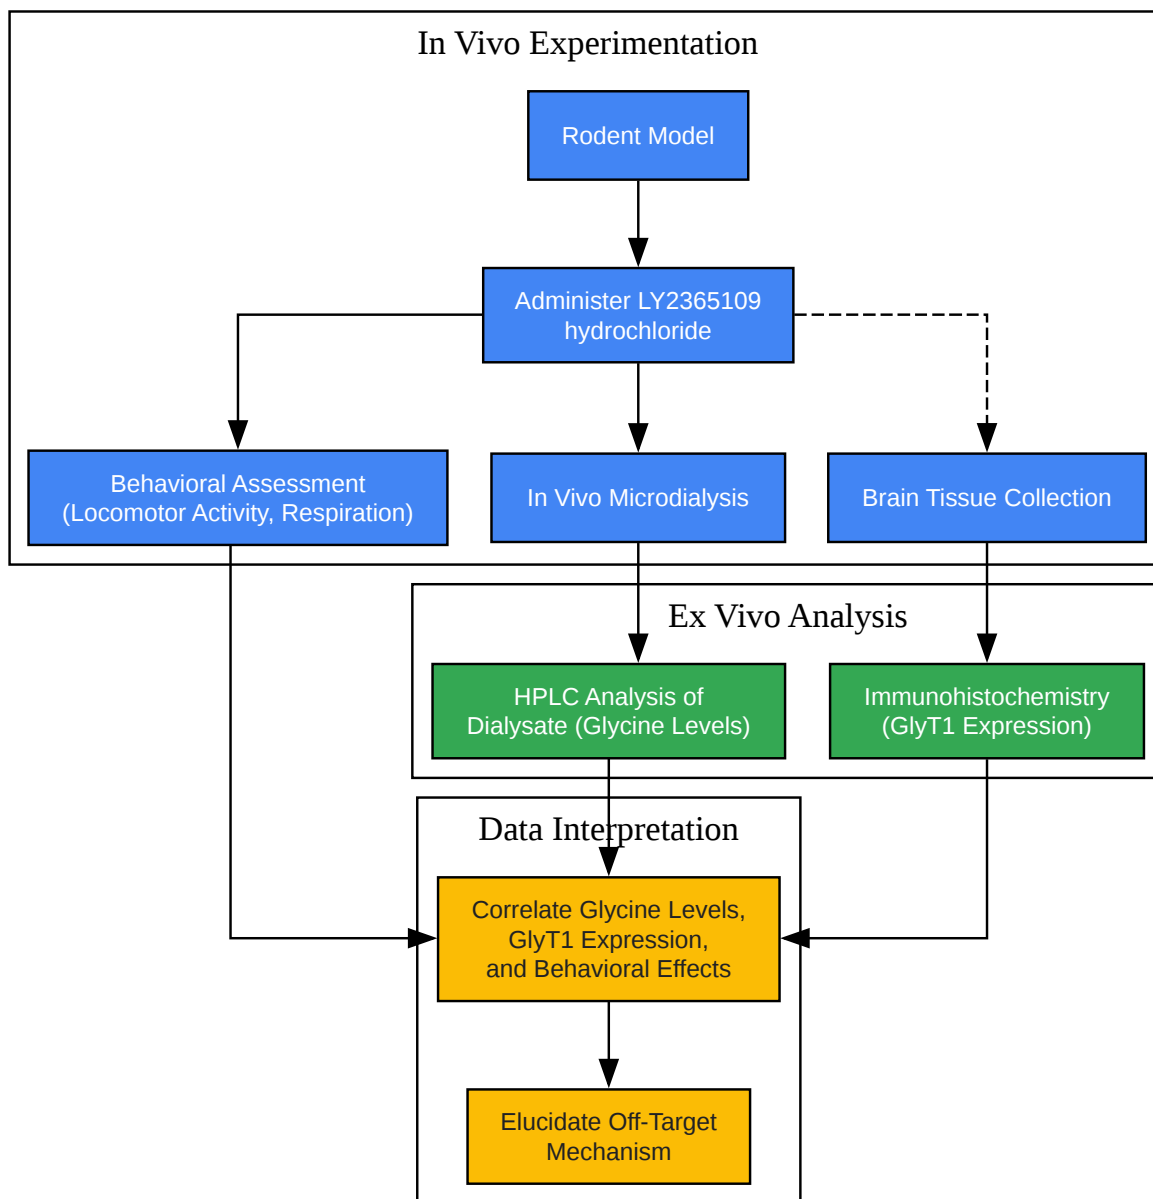 In Vivo Experimentation
Rodent Model
Administer LY2365109
hydrochloride
Behavioral Assessment
(Locomotor Activity, Respiration)
In Vivo Microdialysis
Brain Tissue Collection
Ex Vivo Analysis
HPLC Analysis of
Dialysate (Glycine Levels)
Immunohistochemistry
(GlyT1 Expression)
Data Interpretation
Correlate Glycine Levels,
GlyT1 Expression,
and Behavioral Effects
Elucidate Off-Target
Mechanism